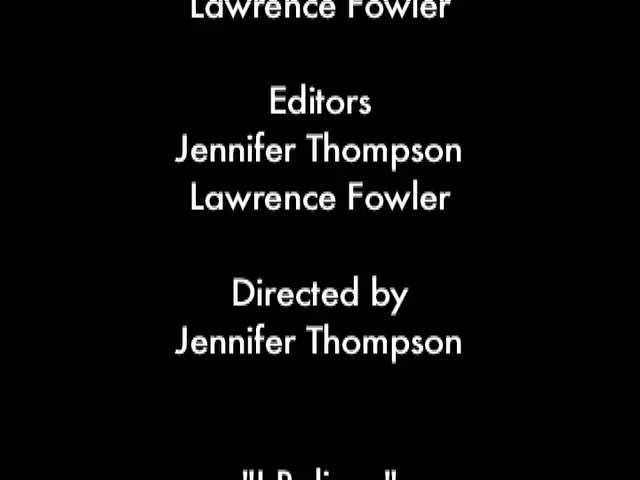 Lawrence Fowler
Editors
Jennifer Thompson
Lawrence Fowler
Directed by
Jennifer Thompson